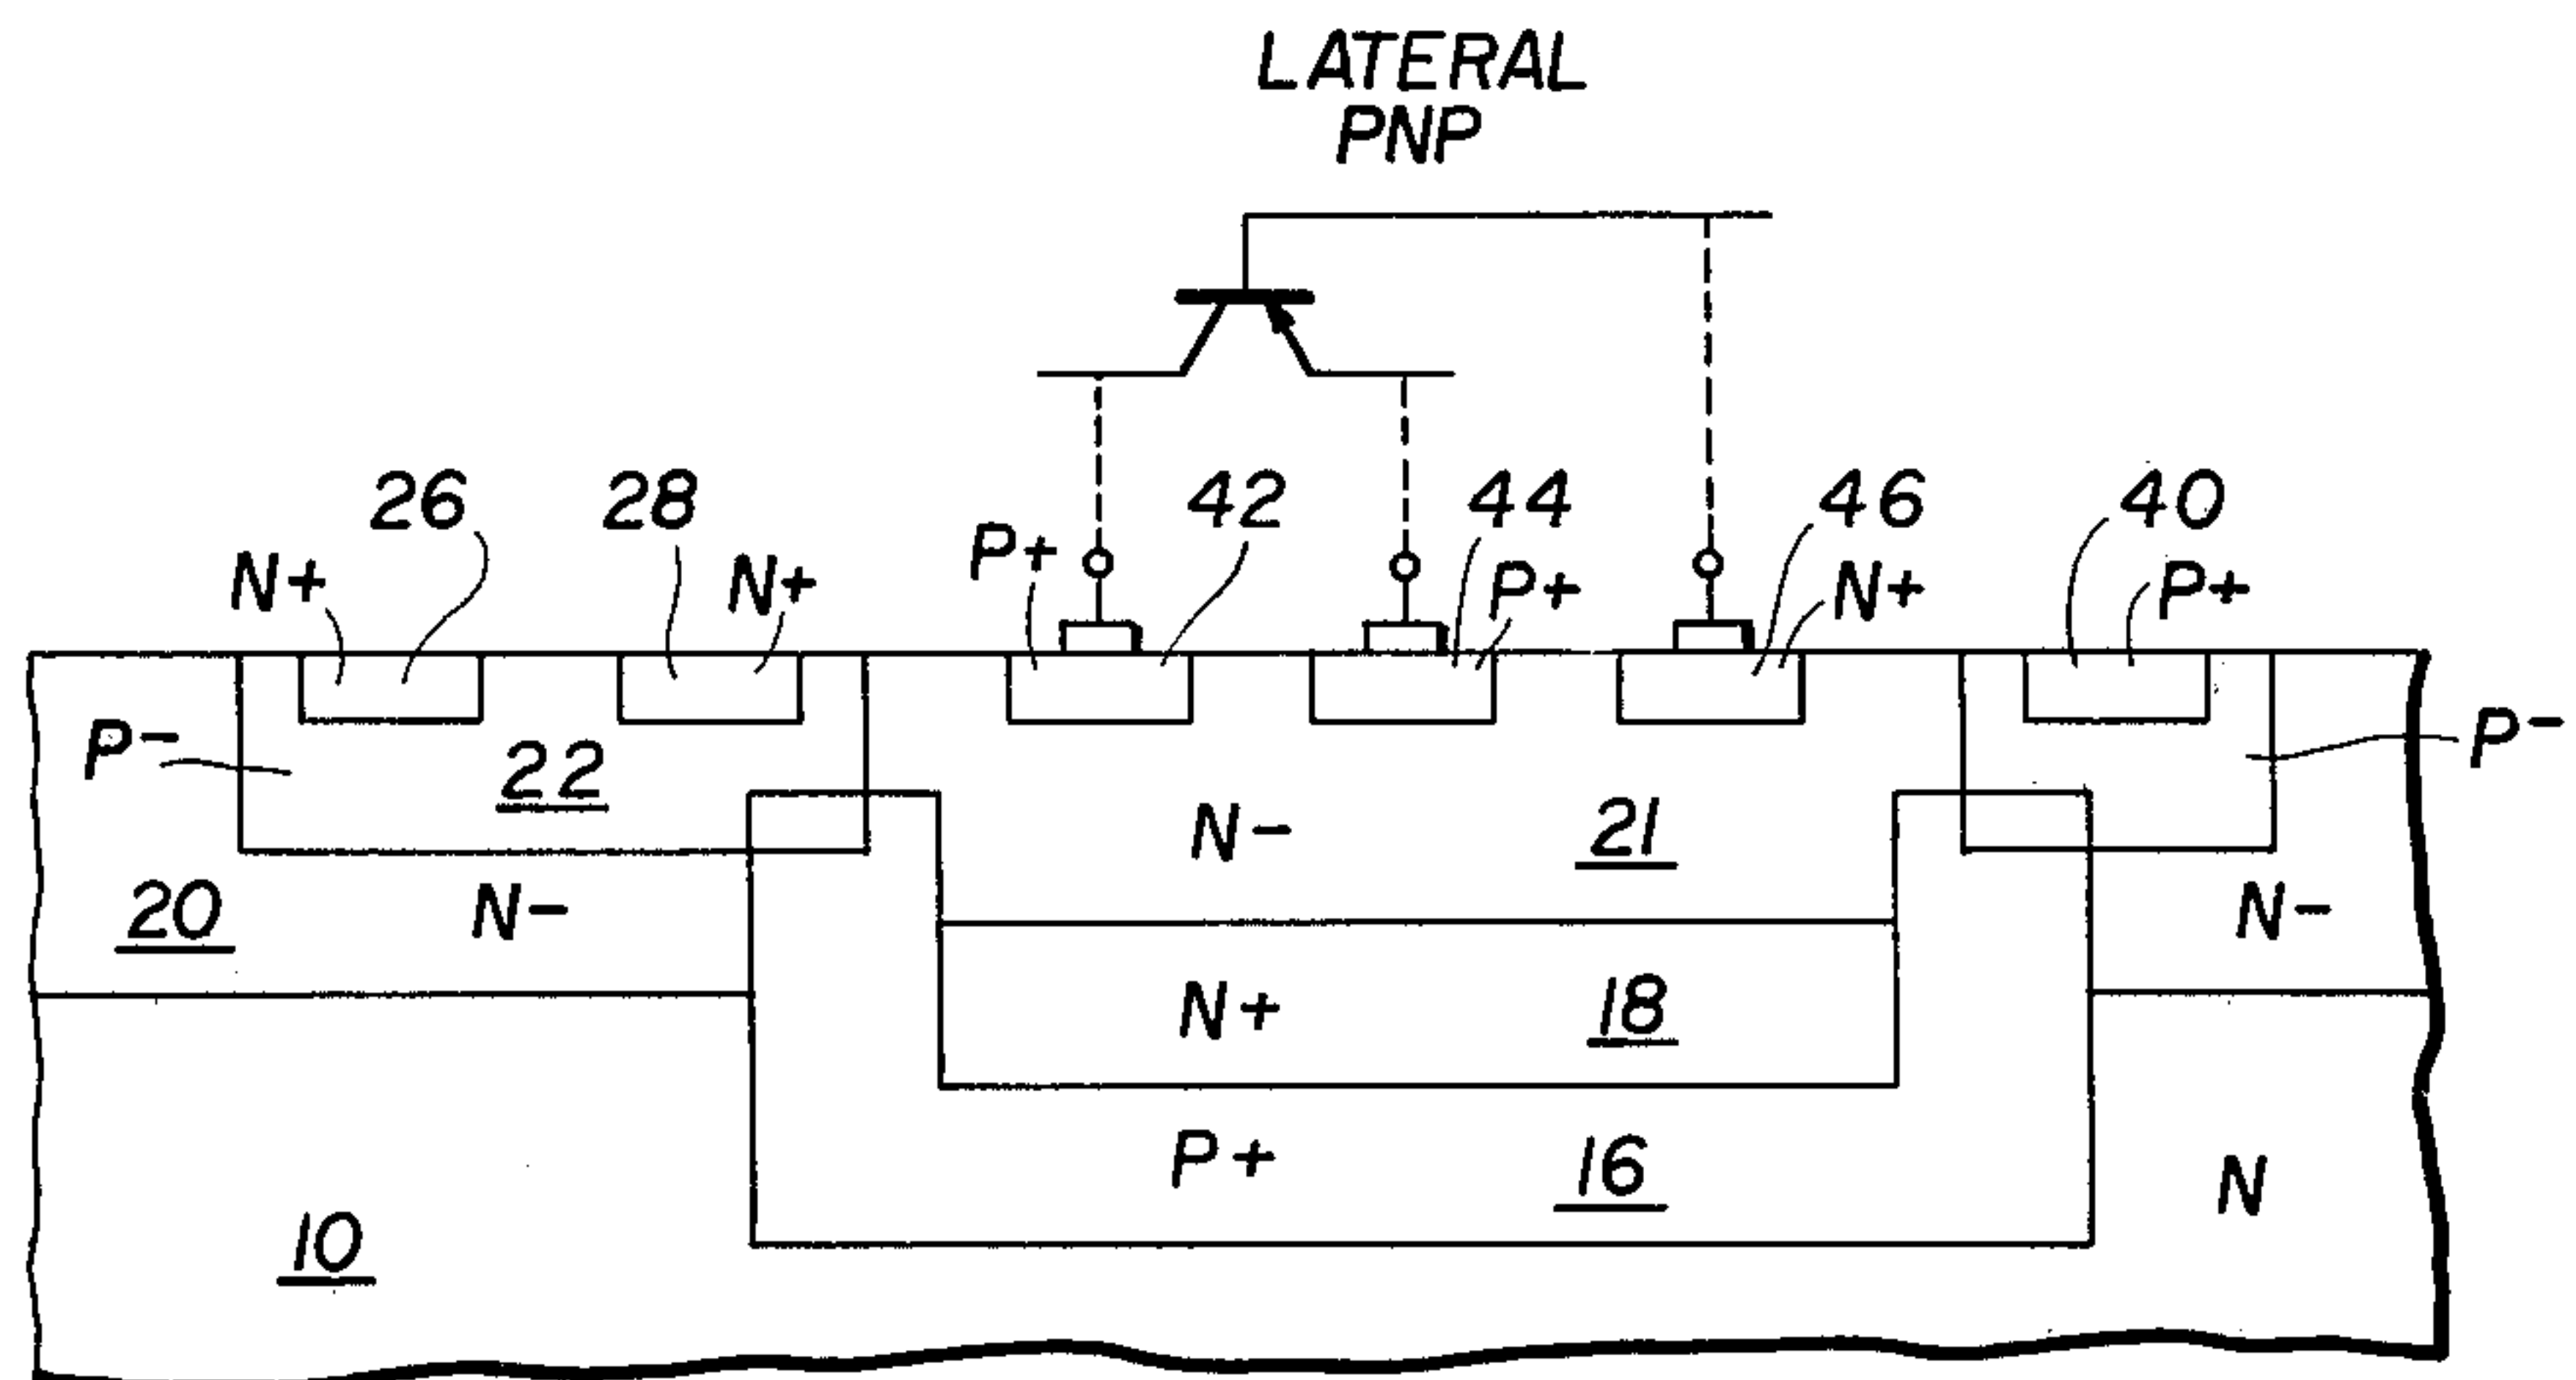 LATERAL
PNP
26
28
42
44
46
40
N+
N+
P+
P+
N+
P+
P-
22
N-
21
P-
20
N-
N-
N+
18
P+
16
N
10